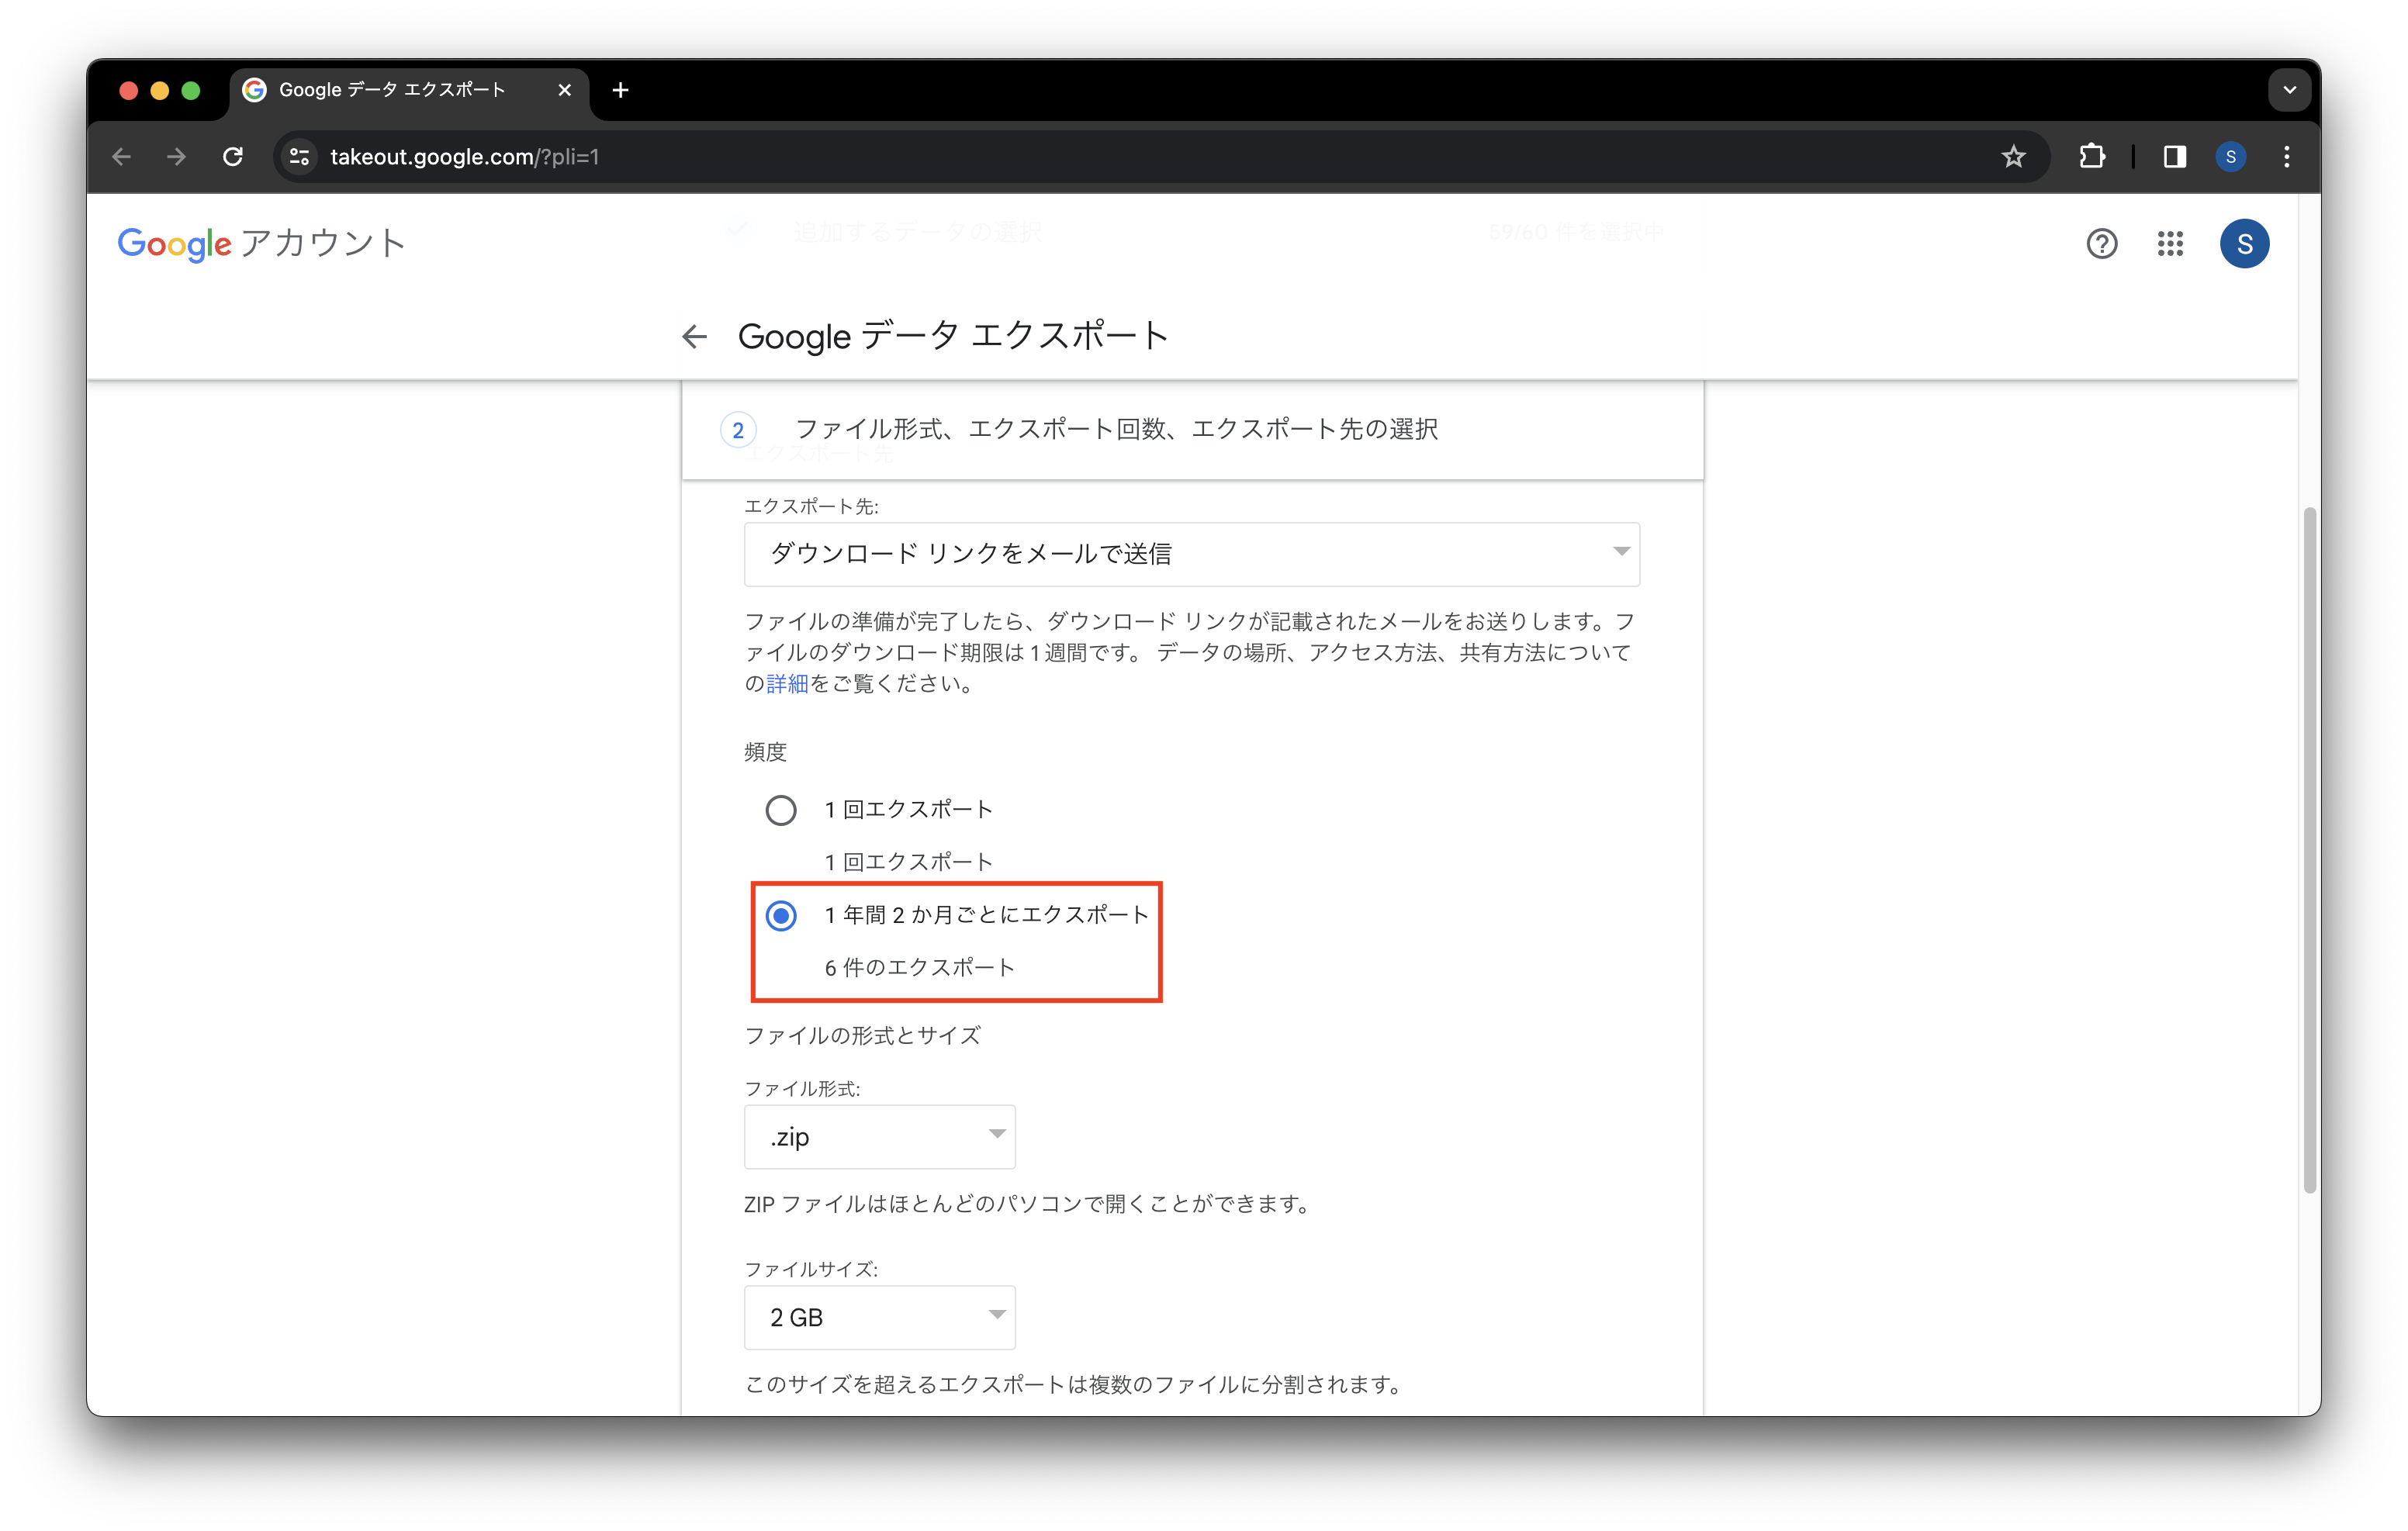 Google データ エクスポート
takeout.google.com/?pli=1
S
Google アカウント
追加するデータの選択
59/60 件を選択中
S
Google データ エクスポート
2
ファイル形式、エクスポート回数、エクスポート先の選択
エクスポート先
エクスポート先:
ダウンロード リンクをメールで送信
ファイルの準備が完了したら、ダウンロード リンクが記載されたメールをお送りします。フ
ァイルのダウンロード期限は 1 週間です。 データの場所、アクセス方法、共有方法について
の詳細をご覧ください。
頻度
1 回エクスポート
1 回エクスポート
1 年間 2 か月ごとにエクスポート
6 件のエクスポート
ファイルの形式とサイズ
ファイル形式:
.zip
ZIP ファイルはほとんどのパソコンで開くことができます。
ファイルサイズ:
2 GB
このサイズを超えるエクスポートは複数のファイルに分割されます。